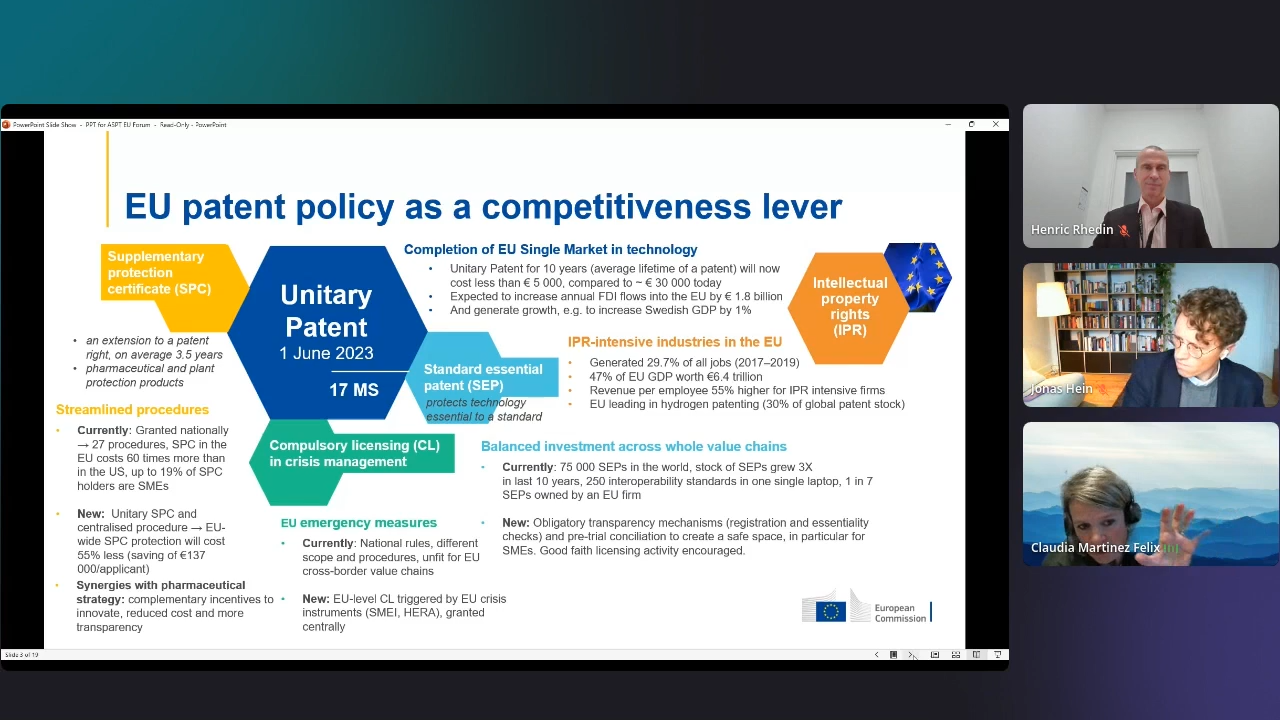 PowerPoint Slide Show - PPT for ASPT EU Forum - Read-Only - PowerPoint
EU patent policy as a competitiveness lever
Supplementary
protection
certificate (SPC)
• an extension to a patent
right, on average 3.5 years
• pharmaceutical and plant
protection products
Streamlined procedures
• Currently: Granted nationally
→ 27 procedures, SPC in the
EU costs 60 times more than
in the US, up to 19% of SPC
holders are SMEs
• New: Unitary SPC and
centralised procedure → EU-
wide SPC protection will cost
55% less (saving of €137
000/applicant)
• Synergies with pharmaceutical
strategy: complementary incentives to
innovate, reduced cost and more
transparency
Unitary
Patent
1 June 2023
17 MS
Completion of EU Single Market in technology
• Unitary Patent for 10 years (average lifetime of a patent) will now
cost less than € 5 000, compared to ~ € 30 000 today
• Expected to increase annual FDI flows into the EU by € 1.8 billion
• And generate growth, e.g. to increase Swedish GDP by 1%
Intellectual
property
rights
(IPR)
IPR-intensive industries in the EU
• Generated 29.7% of all jobs (2017–2019)
• 47% of EU GDP worth €6.4 trillion
• Revenue per employee 55% higher for IPR intensive firms
• EU leading in hydrogen patenting (30% of global patent stock)
Standard essential
patent (SEP)
protects technology
essential to a standard
Compulsory licensing (CL)
in crisis management
EU emergency measures
• Currently: National rules, different
scope and procedures, unfit for EU
cross-border value chains
• New: EU-level CL triggered by EU crisis
instruments (SMEI, HERA), granted
centrally
Balanced investment across whole value chains
• Currently: 75 000 SEPs in the world, stock of SEPs grew 3X
in last 10 years, 250 interoperability standards in one single laptop, 1 in 7
SEPs owned by an EU firm
• New: Obligatory transparency mechanisms (registration and essentiality
checks) and pre-trial conciliation to create a safe space, in particular for
SMEs. Good faith licensing activity encouraged.
European
Commission
Slide 3 of 19
Henric Rhedin
Jonas Hein
Claudia Martinez Felix